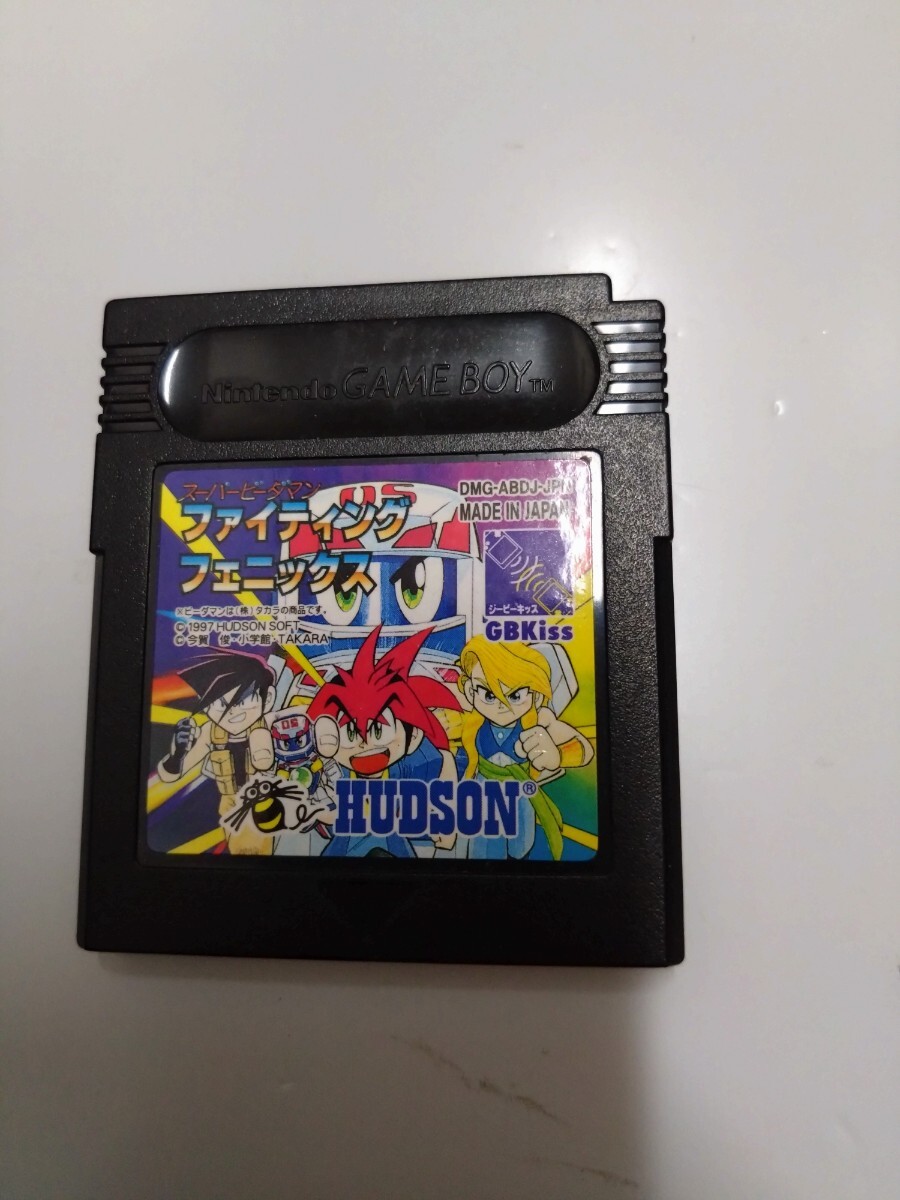 Nintendo GAME BOY TM
スーパービーダマン
ファイティング
フェニックス
※ビーダマンは(株)タカラの商品です。
© 1997 HUDSON SOFT
© 今賀 俊・小学館・TAKARA
DMG-ABDJ-JPN
MADE IN JAPAN
ジービーキッス
GBKiss
HUDSON®